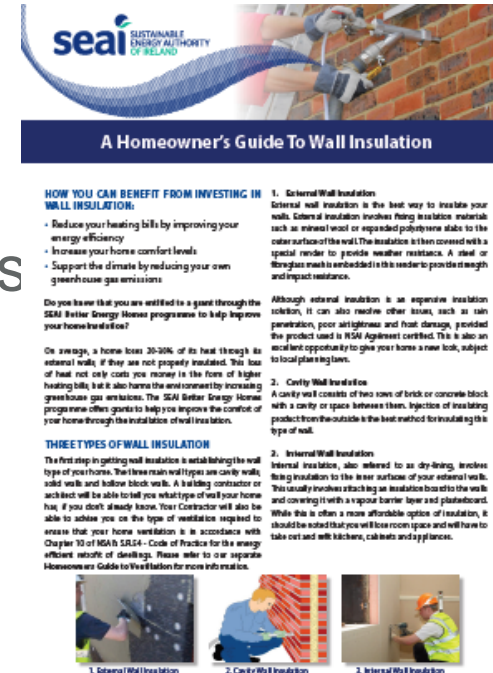 seai SUSTAINABLE
ENERGY AUTHORITY
OF IRELAND
A Homeowner's Guide To Wall Insulation
HOW YOU CAN BENEFIT FROM INVESTING IN
WALL INSULATION:
• Reduce your heating bills by improving your
energy efficiency
• Increase your home comfort levels
• Support the climate by reducing your own
greenhouse gas emissions
Do you know that you are entitled to a grant through the
SEAI Better Energy Homes programme to help improve
your home insulation?
On average, a home loses 20-30% of its heat through its
external walls, if they are not properly insulated. This loss
of heat not only costs you money in the form of higher
heating bills, but it also harms the environment by increasing
greenhouse gas emissions. The SEAI Better Energy Homes
programme offers grants to help you improve the comfort of
your home through the installation of wall insulation.
THREE TYPES OF WALL INSULATION
The first step in getting wall insulation is establishing the wall
type of your home. The three main wall types are cavity walls,
solid walls and hollow block walls. A building contractor or
architect will be able to tell you what type of wall your home
has, if you don't already know. Your Contractor will also be
able to advise you on the type of ventilation required to
ensure that your home ventilation is in accordance with
Chapter 10 of NSAI's S.R.54 - Code of Practice for the energy
efficient retrofit of dwellings. Please refer to our separate
Homeowners Guide to Ventilation for more information.
1. External Wall Insulation
External wall insulation is the best way to insulate your
walls. External insulation involves fixing insulation materials
such as mineral wool or expanded polystyrene slabs to the
outer surface of the wall. The insulation is then covered with a
special render to provide weather resistance. A steel or
fibreglass mesh is embedded in this render to provide strength
and impact resistance.
Although external insulation is an expensive insulation
solution, it can also resolve other issues, such as rain
penetration, poor airtightness and frost damage, provided
the product used is NSAI Agrément certified. This is also an
excellent opportunity to give your home a new look, subject
to local planning laws.
2. Cavity Wall Insulation
A cavity wall consists of two rows of brick or concrete block
with a cavity or space between them. Injection of insulating
product from the outside is the best method for insulating this
type of wall.
3. Internal Wall Insulation
Internal insulation, also referred to as dry-lining, involves
fixing insulation to the inner surfaces of your external walls.
This usually involves attaching an insulation board to the walls
and covering it with a vapour barrier layer and plasterboard.
While this is often a more affordable option of insulation, it
should be noted that you will lose room space and will have to
take out and refit kitchens, cabinets and appliances.
1. External Wall Insulation
2. Cavity Wall Insulation
3. Internal Wall Insulation